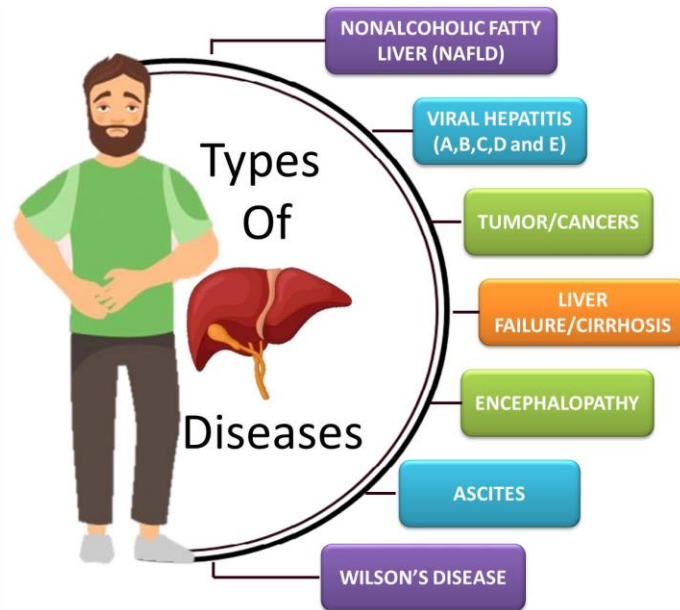 NONALCOHOLIC FATTY
LIVER (NAFLD)
VIRAL HEPATITIS
(A,B,C,D and E)
Types
Of
Diseases
TUMOR/CANCERS
LIVER
FAILURE/CIRRHOSIS
ENCEPHALOPATHY
ASCITES
WILSON'S DISEASE